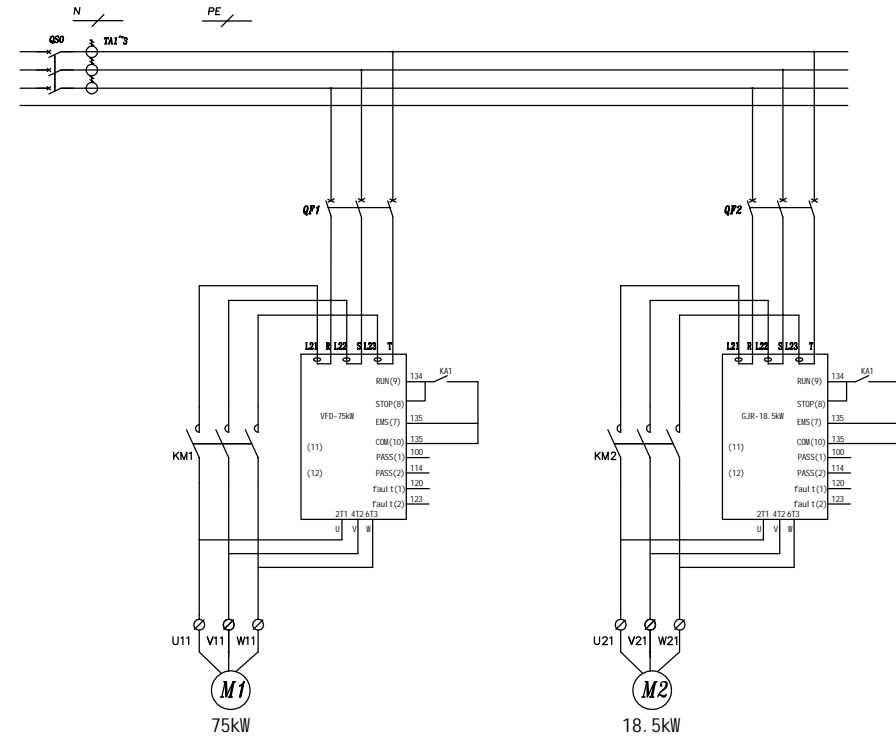 N PE
QS0 TA1~3
QF1 QF2
L21 R L22 S L23 T
L21 R L22 S L23 T
RUN(9) 134 KA1
STOP(8)
VFD-75kW
EMS(7) 135
COM(10) 135
(11)
PASS(1) 100
(12)
PASS(2) 114
fault(1) 120
fault(2) 123
2T1 4T2 6T3
U V W
KM1
RUN(9) 134 KA1
STOP(8)
GJR-18.5kW
EMS(7) 135
COM(10) 135
(11)
PASS(1) 100
(12)
PASS(2) 114
fault(1) 120
fault(2) 123
2T1 4T2 6T3
U V W
KM2
U11 V11 W11
U21 V21 W21
M1
M2
75kW
18.5kW